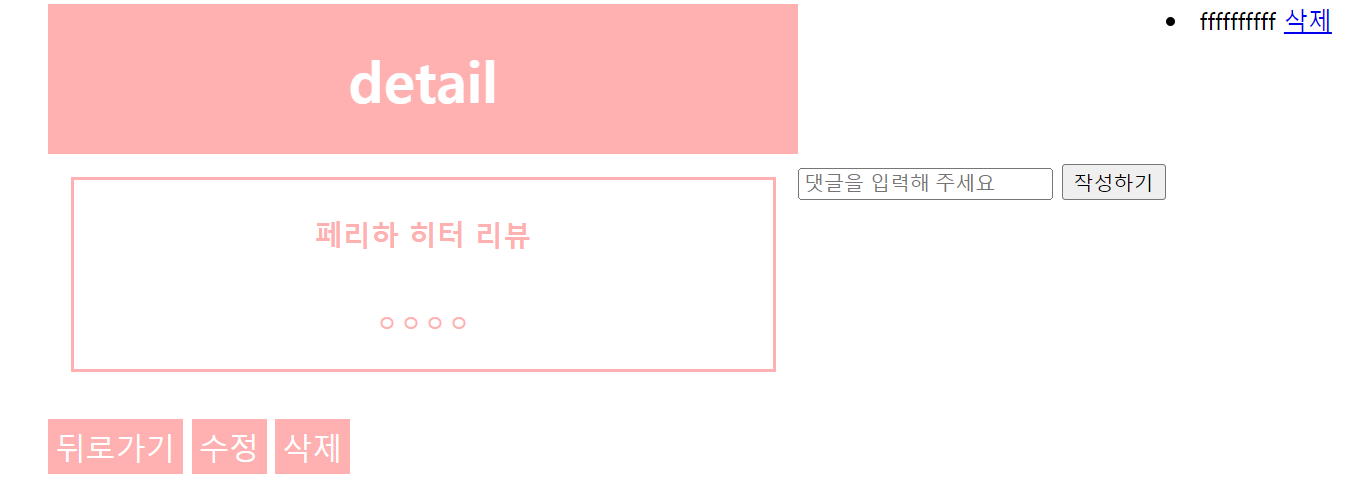 detail
페리하 히터 리뷰
ㅇㅇㅇㅇ
뒤로가기 수정 삭제
댓글을 입력해 주세요 작성하기
ffffffffff 삭제